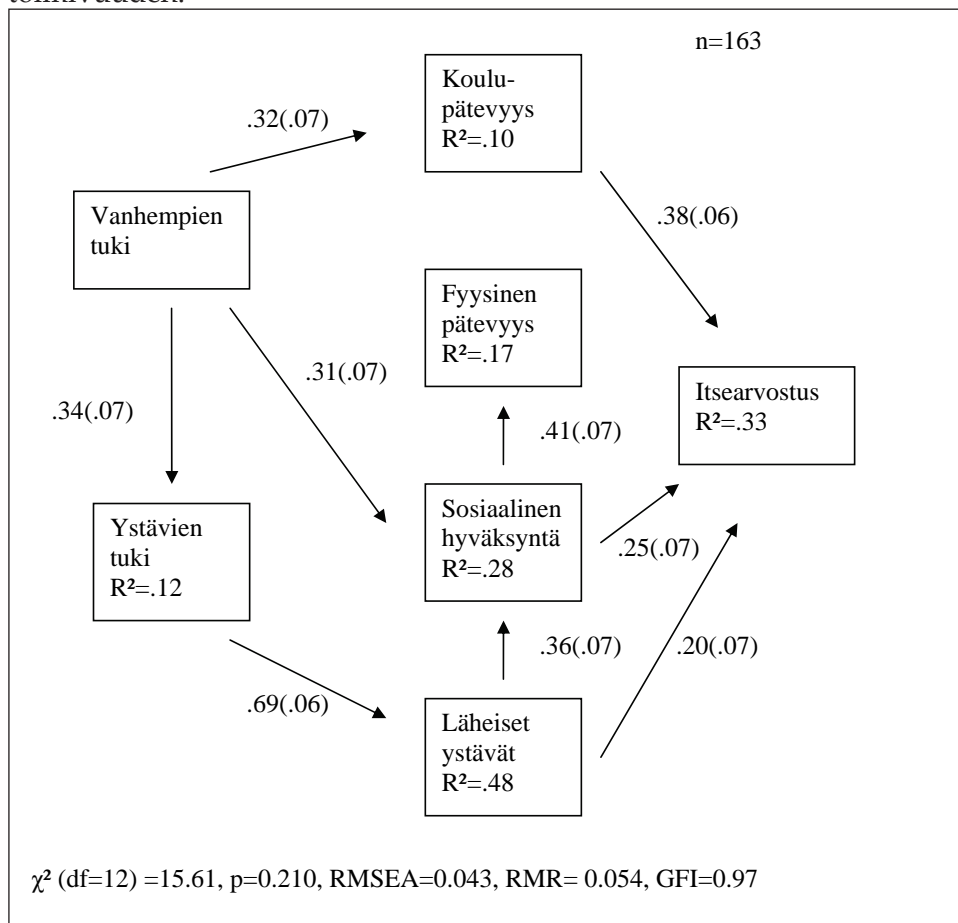 n=163
Koulu-
pätevyys
R²=.10
.32(.07)
Vanhempien
tuki
.38(.06)
Fyysinen
pätevyys
R²=.17
.31(.07)
Itsearvostus
R²=.33
.34(.07)
.41(.07)
Ystävien
tuki
R²=.12
Sosiaalinen
hyväksyntä
R²=.28
.25(.07)
.36(.07)
.20(.07)
.69(.06)
Läheiset
ystävät
R²=.48
χ² (df=12) =15.61, p=0.210, RMSEA=0.043, RMR= 0.054, GFI=0.97